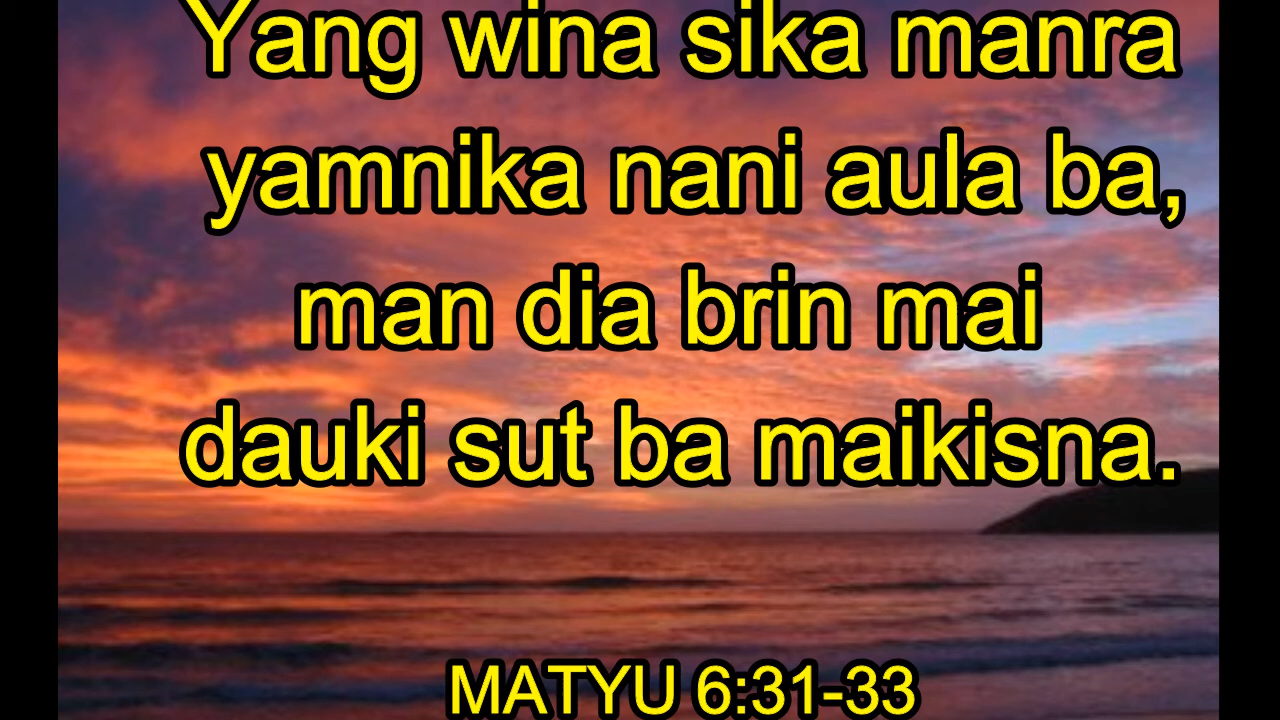 Yang wina sika manra
yamnika nani aula ba,
man dia brin mai
dauki sut ba maikisna.
MATYU 6:31-33